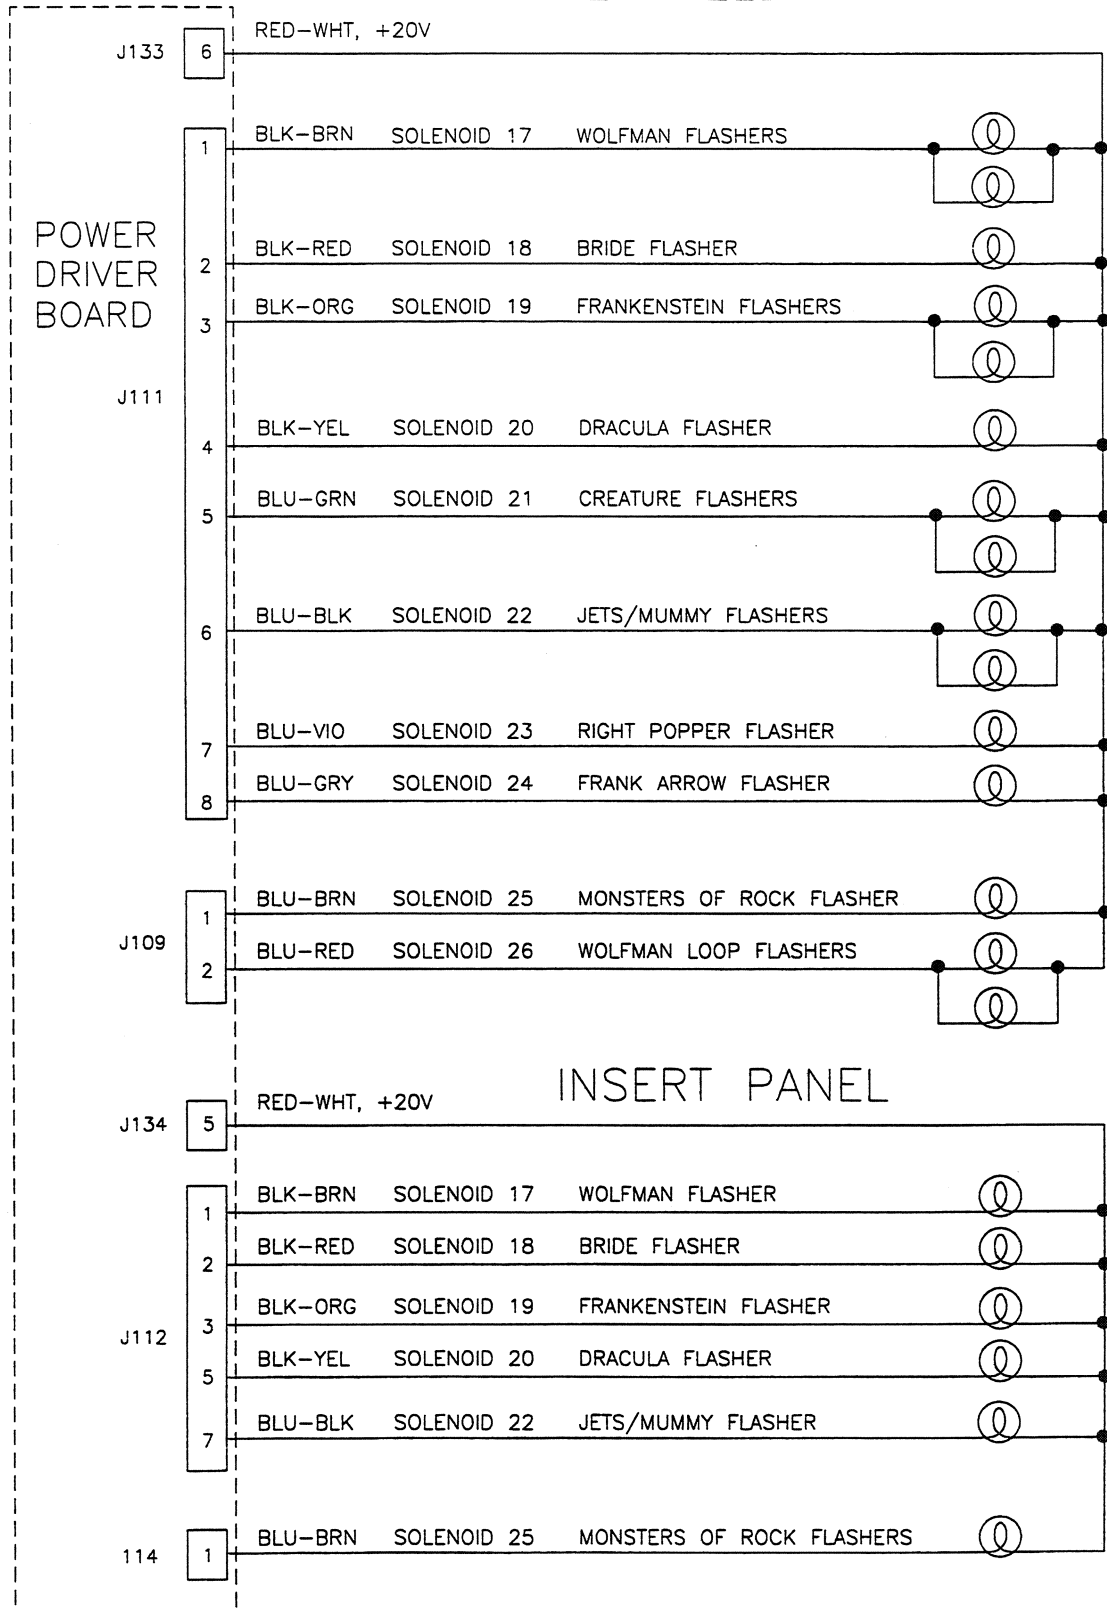 RED-WHT, +20V
J133 6
1 BLK-BRN SOLENOID 17 WOLFMAN FLASHERS
POWER
DRIVER
BOARD
2 BLK-RED SOLENOID 18 BRIDE FLASHER
3 BLK-ORG SOLENOID 19 FRANKENSTEIN FLASHERS
J111
4 BLK-YEL SOLENOID 20 DRACULA FLASHER
5 BLU-GRN SOLENOID 21 CREATURE FLASHERS
6 BLU-BLK SOLENOID 22 JETS/MUMMY FLASHERS
7 BLU-VIO SOLENOID 23 RIGHT POPPER FLASHER
8 BLU-GRY SOLENOID 24 FRANK ARROW FLASHER
1 BLU-BRN SOLENOID 25 MONSTERS OF ROCK FLASHER
J109
2 BLU-RED SOLENOID 26 WOLFMAN LOOP FLASHERS
INSERT PANEL
RED-WHT, +20V
J134 5
1 BLK-BRN SOLENOID 17 WOLFMAN FLASHER
2 BLK-RED SOLENOID 18 BRIDE FLASHER
3 BLK-ORG SOLENOID 19 FRANKENSTEIN FLASHER
J112
5 BLK-YEL SOLENOID 20 DRACULA FLASHER
7 BLU-BLK SOLENOID 22 JETS/MUMMY FLASHER
114 1 BLU-BRN SOLENOID 25 MONSTERS OF ROCK FLASHERS